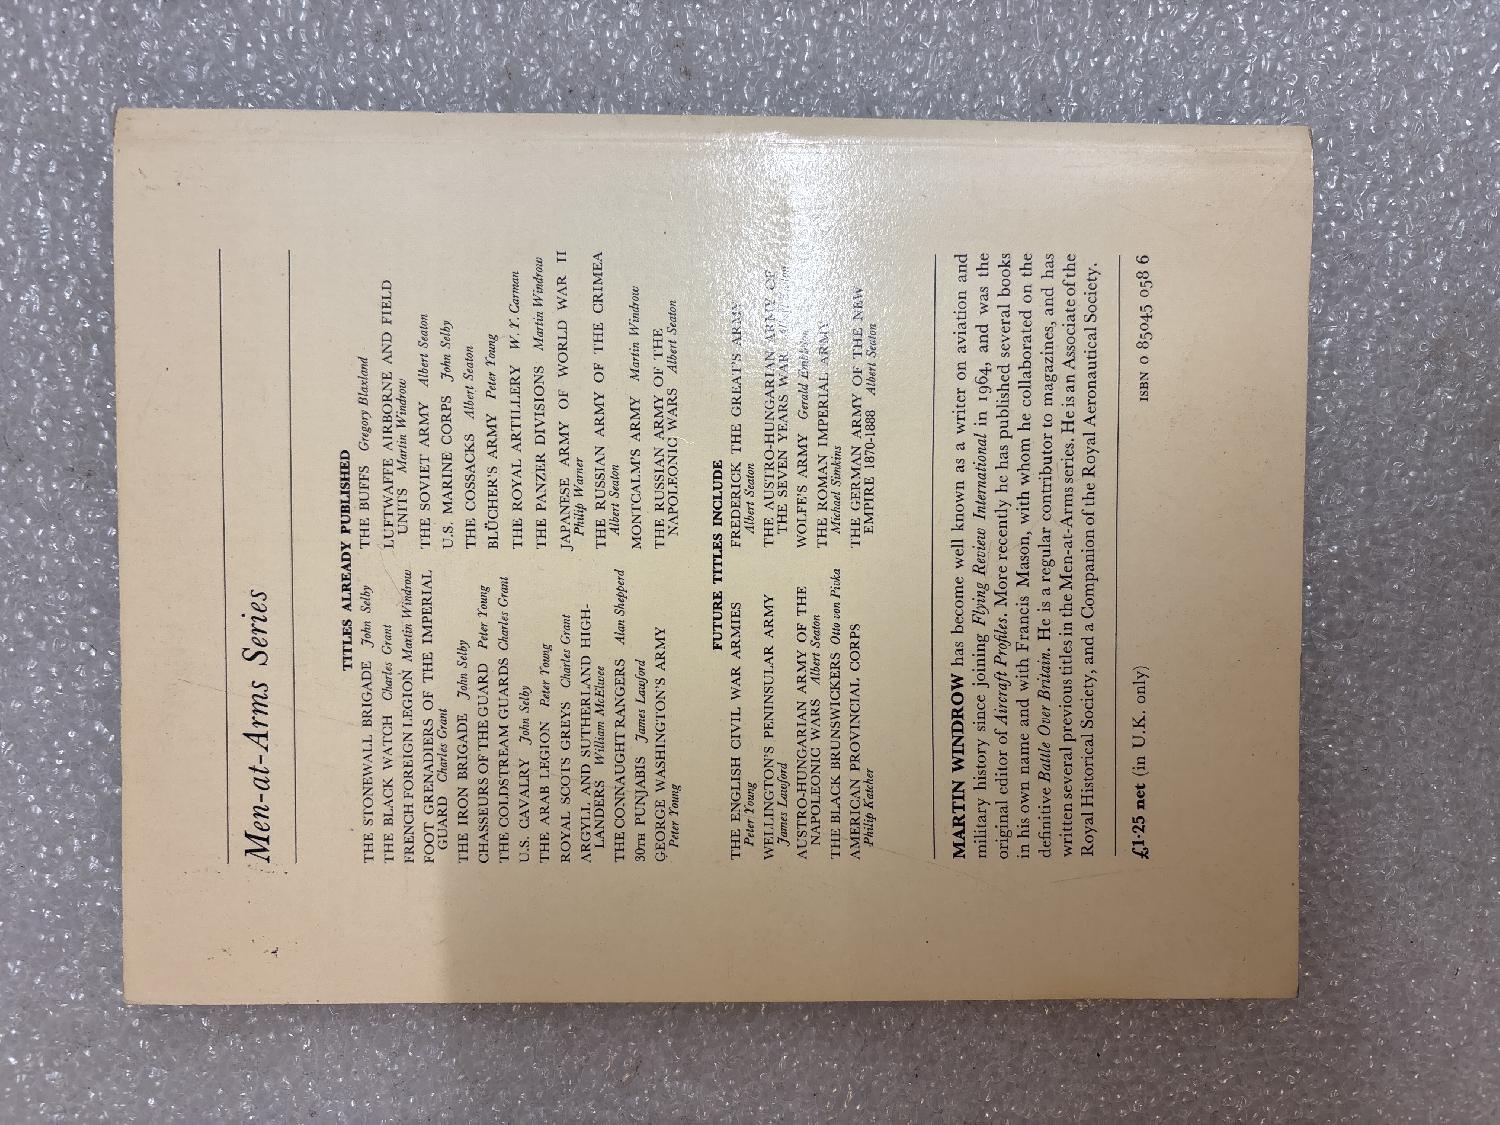 Men-at-Arms Series
TITLES ALREADY PUBLISHED
THE STONEWALL BRIGADE John Selby
THE BLACK WATCH Charles Grant
FRENCH FOREIGN LEGION Martin Windrow
FOOT GRENADIERS OF THE IMPERIAL
GUARD Charles Grant
THE IRON BRIGADE John Selby
CHASSEURS OF THE GUARD Peter Young
THE COLDSTREAM GUARDS Charles Grant
U.S. CAVALRY John Selby
THE ARAB LEGION Peter Young
ROYAL SCOTS GREYS Charles Grant
ARGYLL AND SUTHERLAND HIGH-
LANDERS William McElwee
THE CONNAUGHT RANGERS Alan Shepperd
30TH PUNJABIS James Lawford
GEORGE WASHINGTON'S ARMY
Peter Young
THE BUFFS Gregory Blaxland
LUFTWAFFE AIRBORNE AND FIELD
UNITS Martin Windrow
THE SOVIET ARMY Albert Seaton
U.S. MARINE CORPS John Selby
THE COSSACKS Albert Seaton
BLÜCHER'S ARMY Peter Young
THE ROYAL ARTILLERY W. Y. Carman
THE PANZER DIVISIONS Martin Windrow
JAPANESE ARMY OF WORLD WAR II
Philip Warner
THE RUSSIAN ARMY OF THE CRIMEA
Albert Seaton
MONTCALM'S ARMY Martin Windrow
THE RUSSIAN ARMY OF THE
NAPOLEONIC WARS Albert Seaton
FUTURE TITLES INCLUDE
THE ENGLISH CIVIL WAR ARMIES
Peter Young
WELLINGTON'S PENINSULAR ARMY
James Lawford
AUSTRO-HUNGARIAN ARMY OF THE
NAPOLEONIC WARS Albert Seaton
THE BLACK BRUNSWICKERS Otto von Pivka
AMERICAN PROVINCIAL CORPS
Philip Katcher
FREDERICK THE GREAT'S ARMY
Albert Seaton
THE AUSTRO-HUNGARIAN ARMY OF
THE SEVEN YEARS WAR
WOLFE'S ARMY Gerald Embleton
THE ROMAN IMPERIAL ARMY
Michael Simkins
THE GERMAN ARMY OF THE NEW
EMPIRE 1870-1888 Albert Seaton
MARTIN WINDROW has become well known as a writer on aviation and
military history since joining Flying Review International in 1964, and was the
original editor of Aircraft Profiles. More recently he has published several books
in his own name and with Francis Mason, with whom he collaborated on the
definitive Battle Over Britain. He is a regular contributor to magazines, and has
written several previous titles in the Men-at-Arms series. He is an Associate of the
Royal Historical Society, and a Companion of the Royal Aeronautical Society.
£1·25 net (in U.K. only)
ISBN 0 85045 058 6